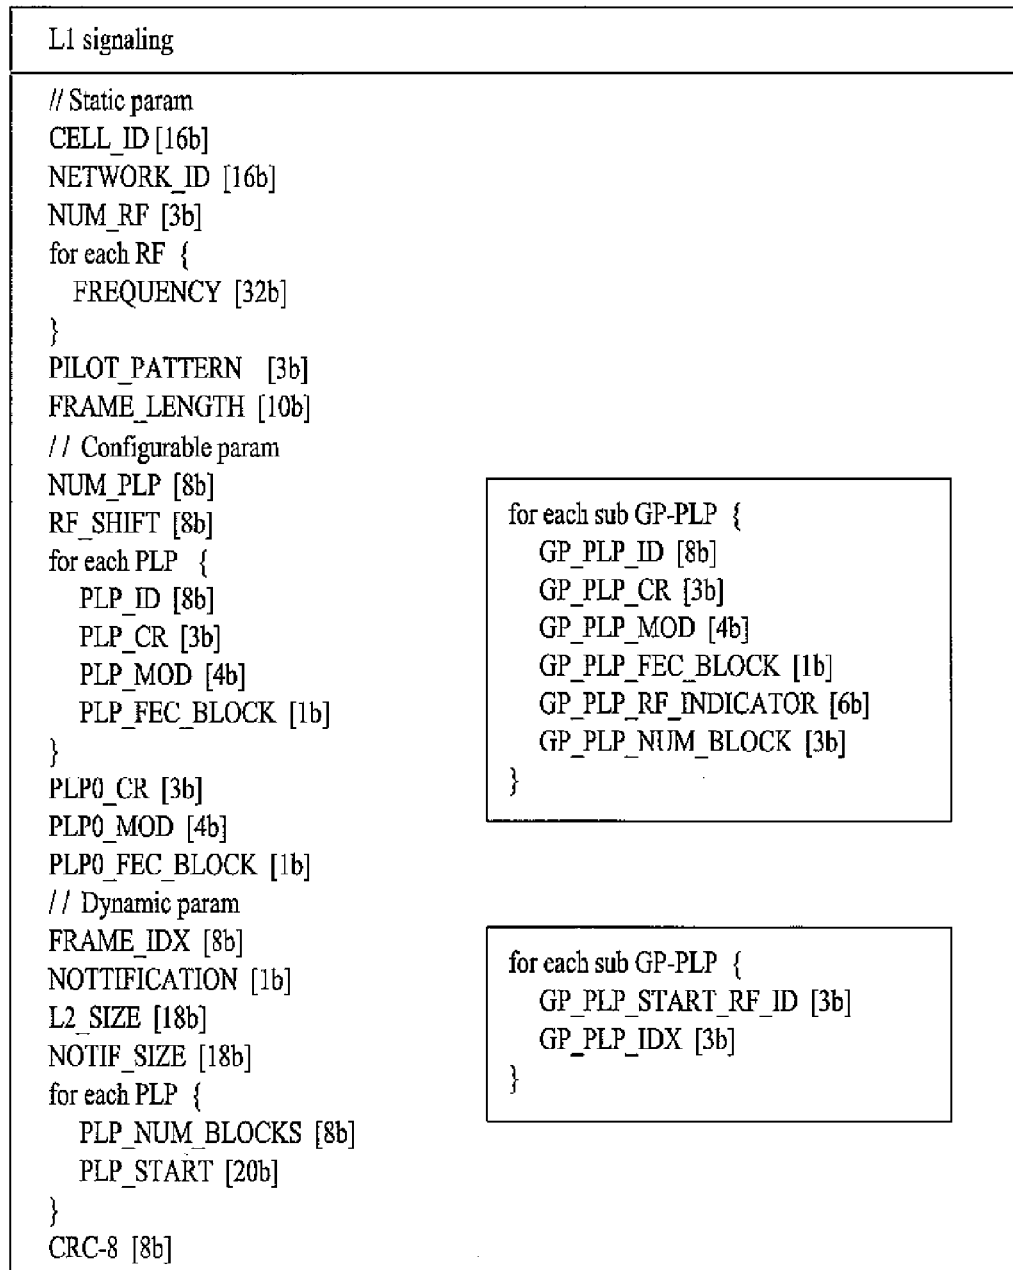 L1 signaling
// Static param
CELL_ID [16b]
NETWORK_ID [16b]
NUM_RF [3b]
for each RF {
FREQUENCY [32b]
}
PILOT_PATTERN [3b]
FRAME_LENGTH [10b]
// Configurable param
NUM_PLP [8b]
RF_SHIFT [8b]
for each PLP {
PLP_ID [8b]
PLP_CR [3b]
PLP_MOD [4b]
PLP_FEC_BLOCK [1b]
}
PLP0_CR [3b]
PLP0_MOD [4b]
PLP0_FEC_BLOCK [1b]
// Dynamic param
FRAME_IDX [8b]
NOTTIFICATION [1b]
L2_SIZE [18b]
NOTIF_SIZE [18b]
for each PLP {
PLP_NUM_BLOCKS [8b]
PLP_START [20b]
}
CRC-8 [8b]
for each sub GP-PLP {
GP_PLP_ID [8b]
GP_PLP_CR [3b]
GP_PLP_MOD [4b]
GP_PLP_FEC_BLOCK [1b]
GP_PLP_RF_INDICATOR [6b]
GP_PLP_NUM_BLOCK [3b]
}
for each sub GP-PLP {
GP_PLP_START_RF_ID [3b]
GP_PLP_IDX [3b]
}